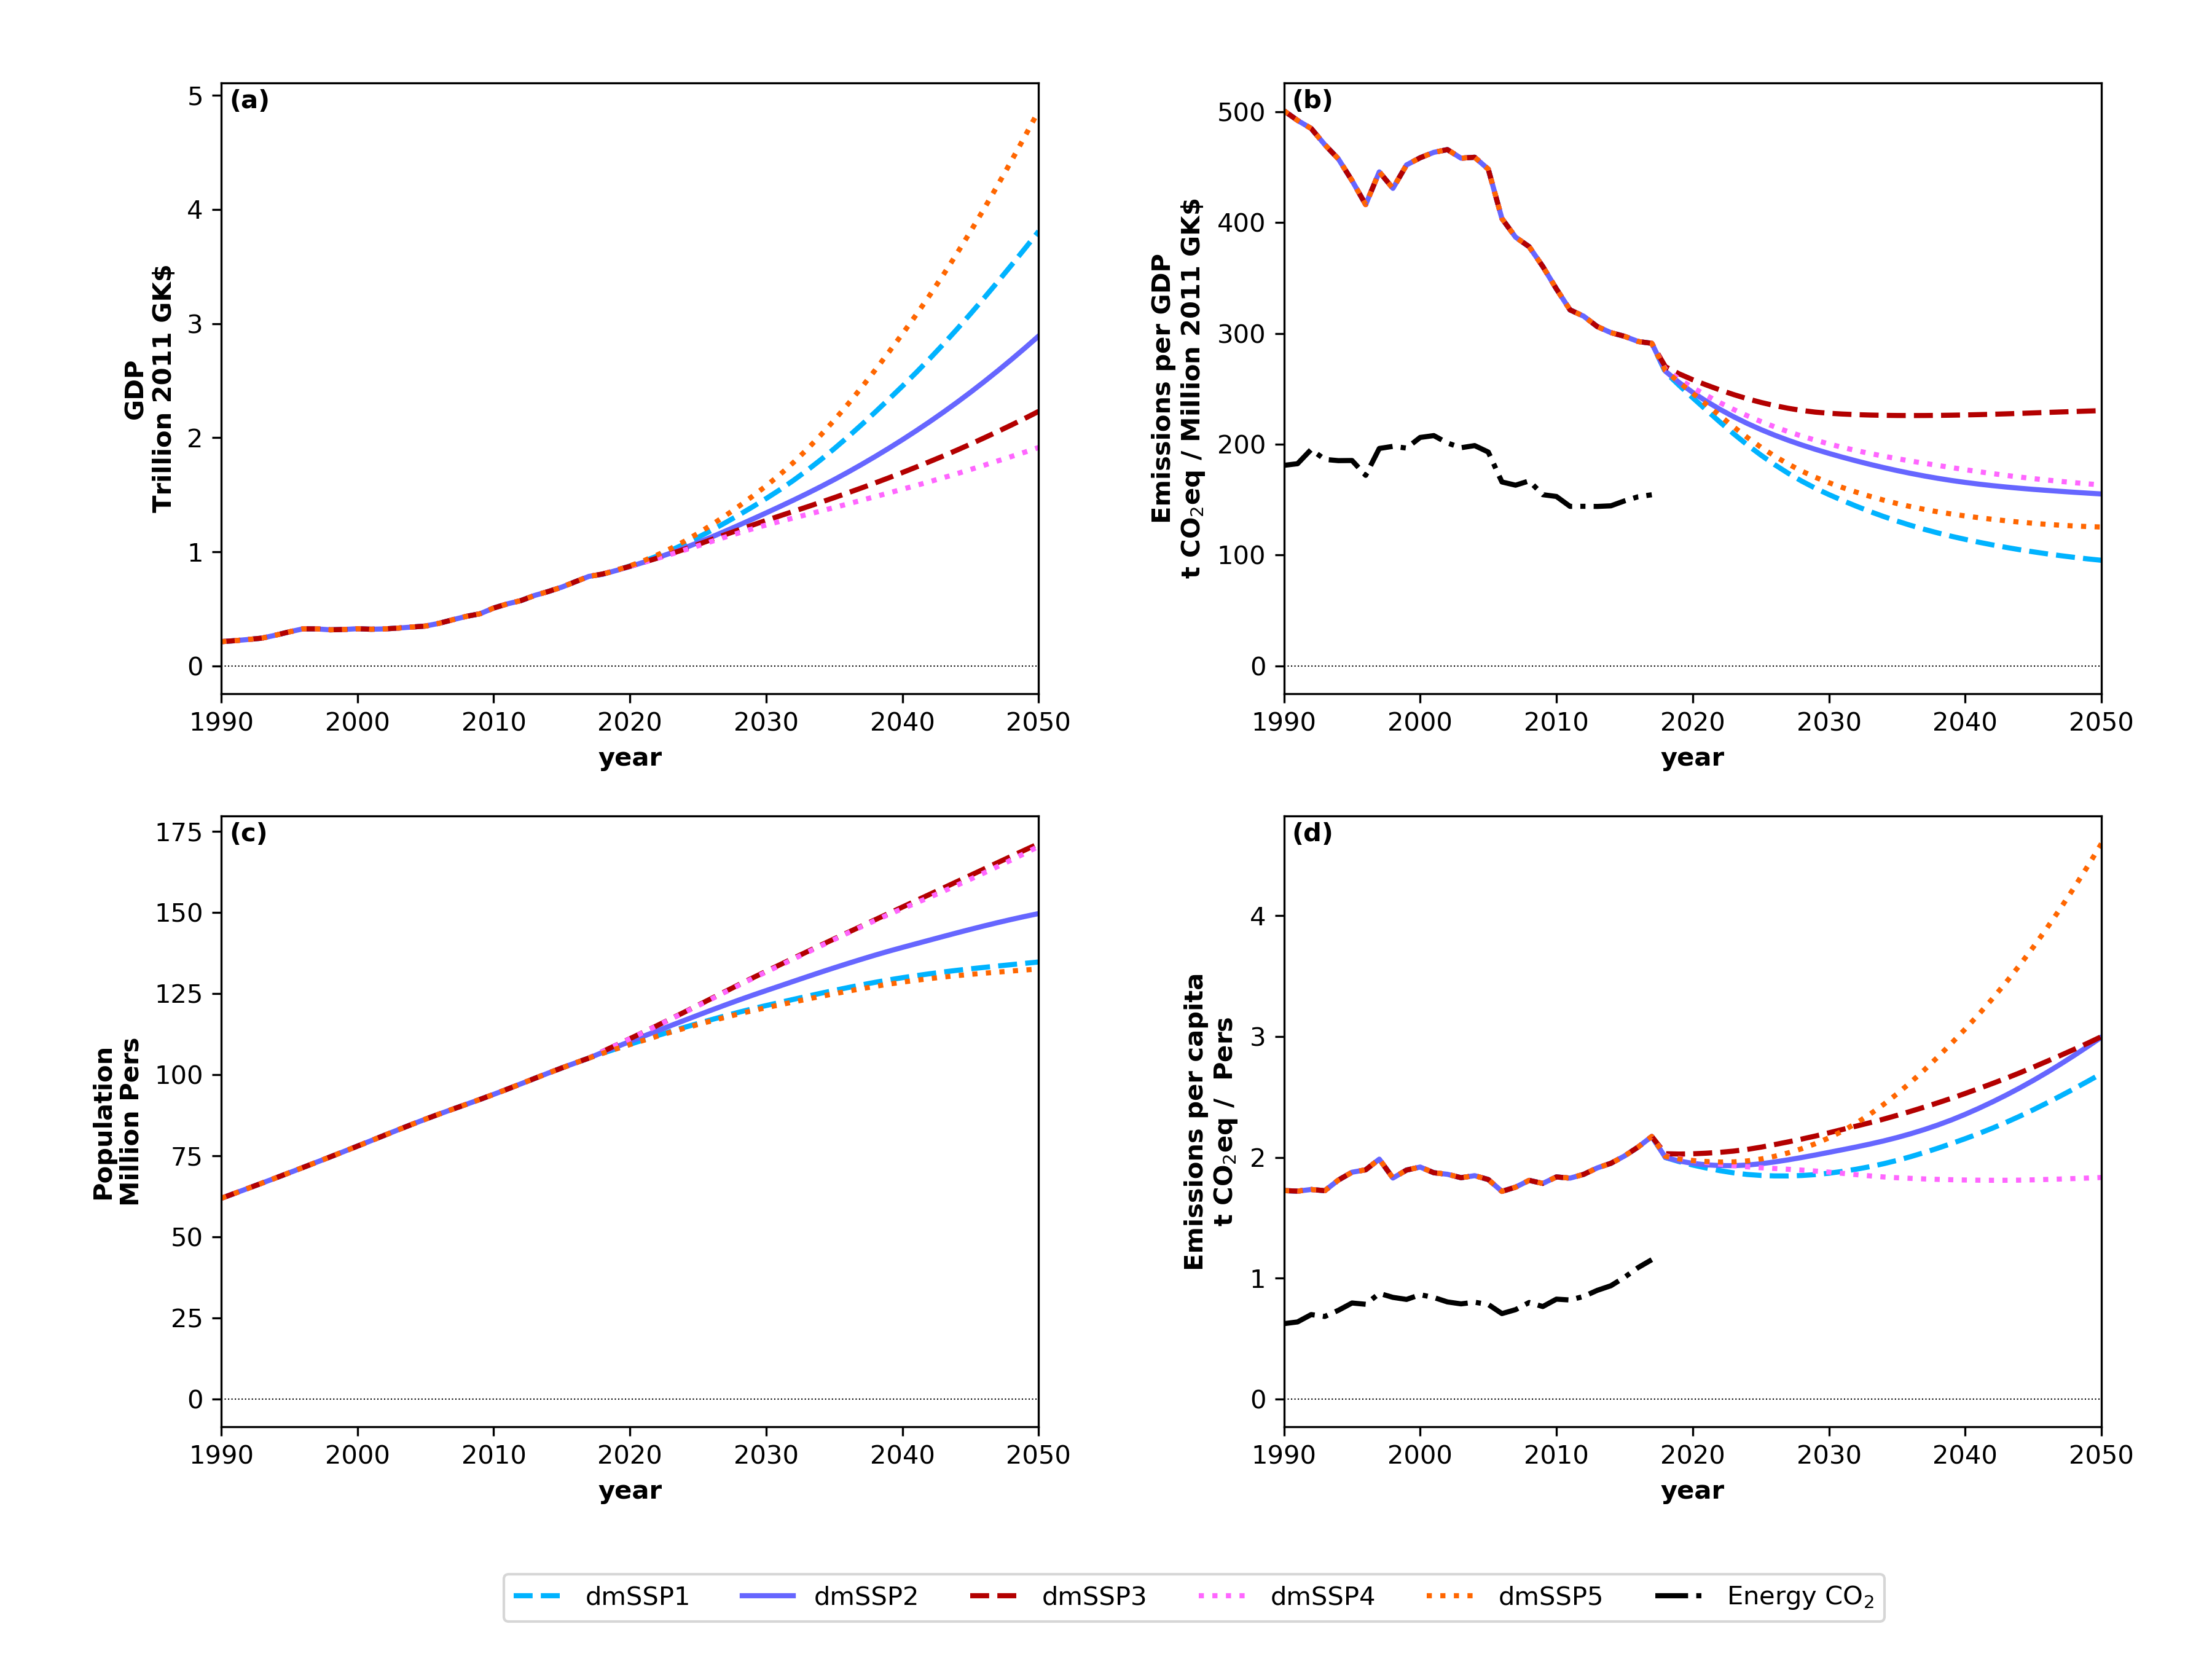 (a)
GDP
Trillion 2011 GK$
5
4
3
2
1
0
1990 2000 2010 2020 2030 2040 2050
year
(b)
Emissions per GDP
t CO₂eq / Million 2011 GK$
500
400
300
200
100
0
1990 2000 2010 2020 2030 2040 2050
year
(c)
Population
Million Pers
175
150
125
100
75
50
25
0
1990 2000 2010 2020 2030 2040 2050
year
(d)
Emissions per capita
t CO₂eq / Pers
4
3
2
1
0
1990 2000 2010 2020 2030 2040 2050
year
dmSSP1 dmSSP2 dmSSP3 dmSSP4 dmSSP5 Energy CO₂